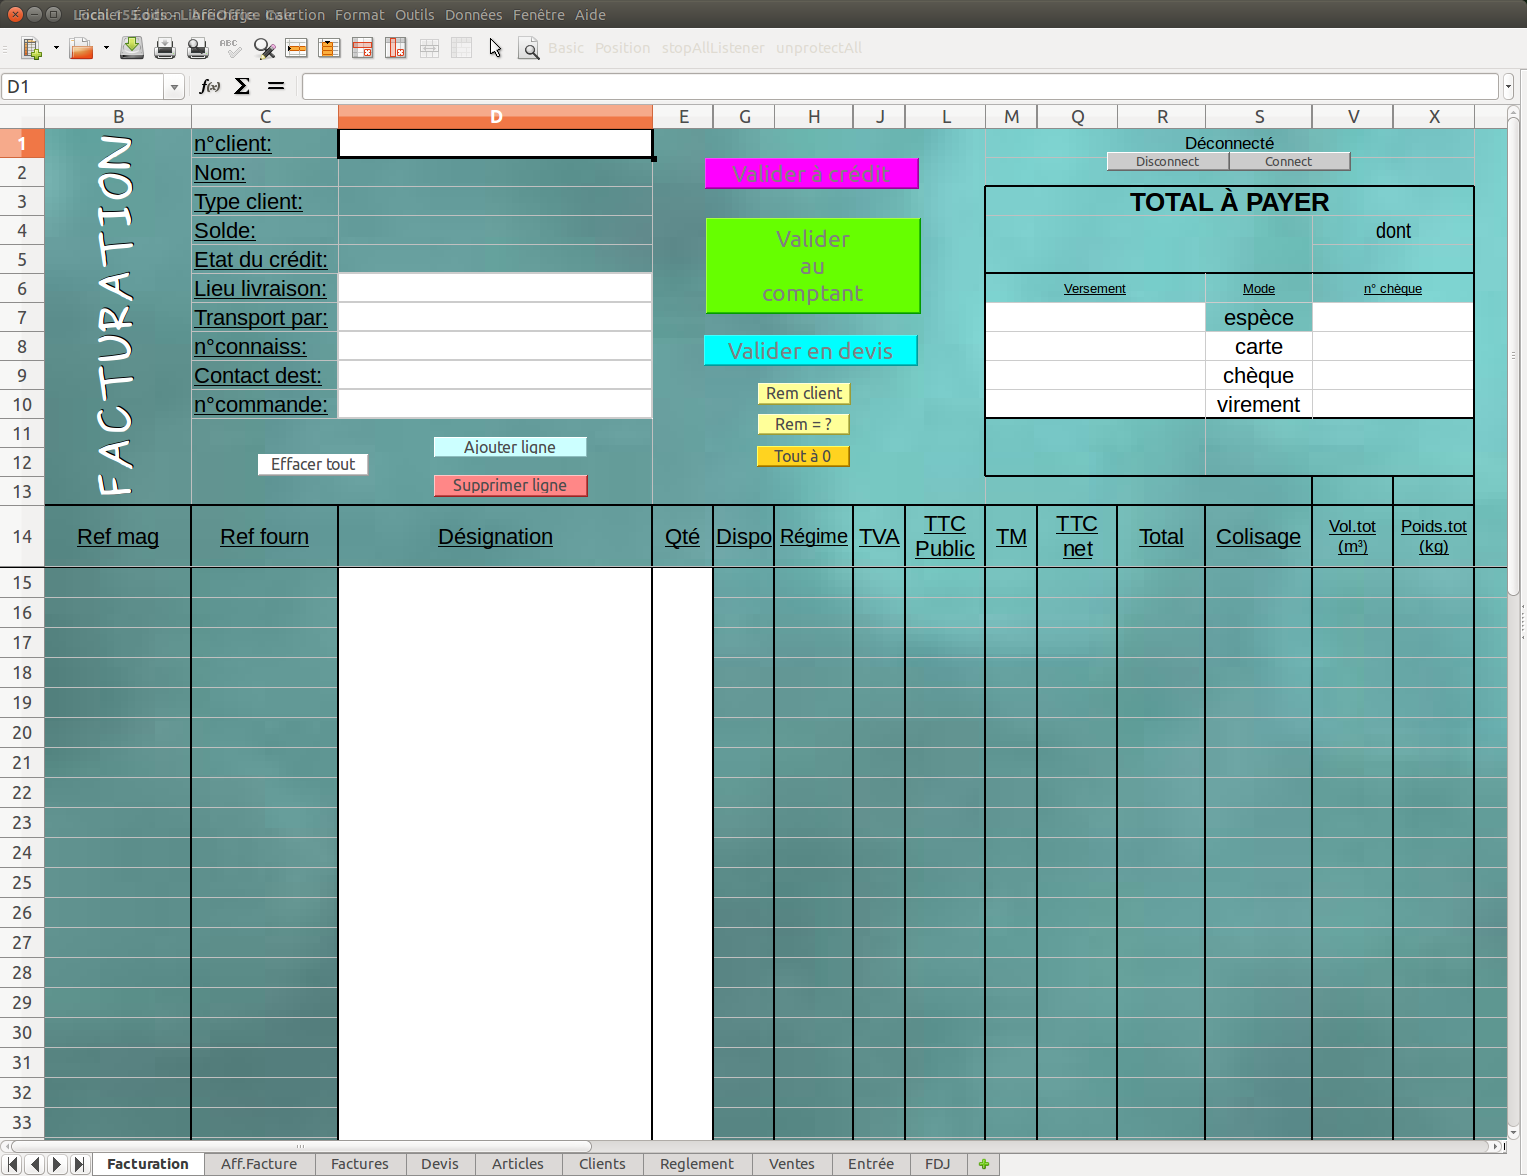 Affichage Insertion Format Outils Données Fenêtre Aide
Basic Position stopAllListener unprotectAll
D1
B C D E G H J L M Q R S V X
FACTURATION
1 n°client: Déconnecté
2 Nom: Valider à crédit Disconnect Connect
3 Type client: TOTAL À PAYER
4 Solde: Valider dont
5 Etat du crédit: au
6 Lieu livraison: comptant Versement Mode n° chèque
7 Transport par: espèce
8 n°connaiss: Valider en devis carte
9 Contact dest: chèque
10 n°commande: Rem client virement
11 Ajouter ligne Rem = ?
12 Effacer tout Tout à 0
13 Supprimer ligne
14 Ref mag Ref fourn Désignation Qté Dispo Régime TVA TTC Public TM TTC net Total Colisage Vol.tot (m³) Poids.tot (kg)
15
16
17
18
19
20
21
22
23
24
25
26
27
28
29
30
31
32
33
Facturation Aff.Facture Factures Devis Articles Clients Reglement Ventes Entrée FDJ